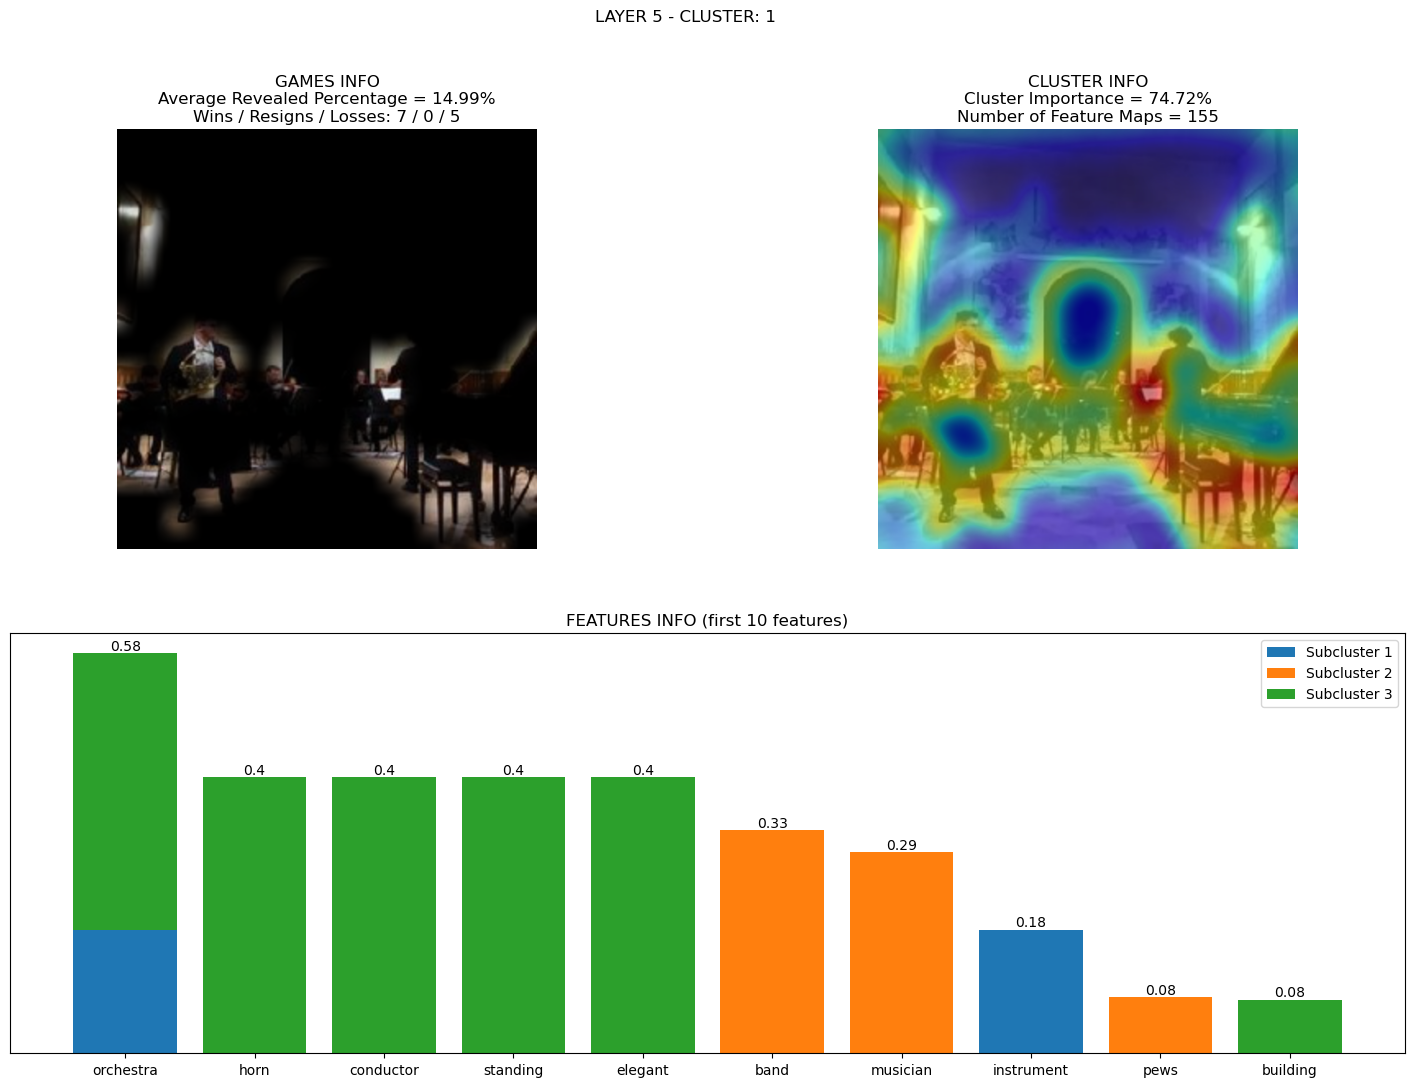 LAYER 5 - CLUSTER: 1
GAMES INFO
Average Revealed Percentage = 14.99%
Wins / Resigns / Losses: 7 / 0 / 5
CLUSTER INFO
Cluster Importance = 74.72%
Number of Feature Maps = 155
FEATURES INFO (first 10 features)
Subcluster 1
Subcluster 2
Subcluster 3
0.58
0.4
0.4
0.4
0.4
0.33
0.29
0.18
0.08
0.08
orchestra
horn
conductor
standing
elegant
band
musician
instrument
pews
building